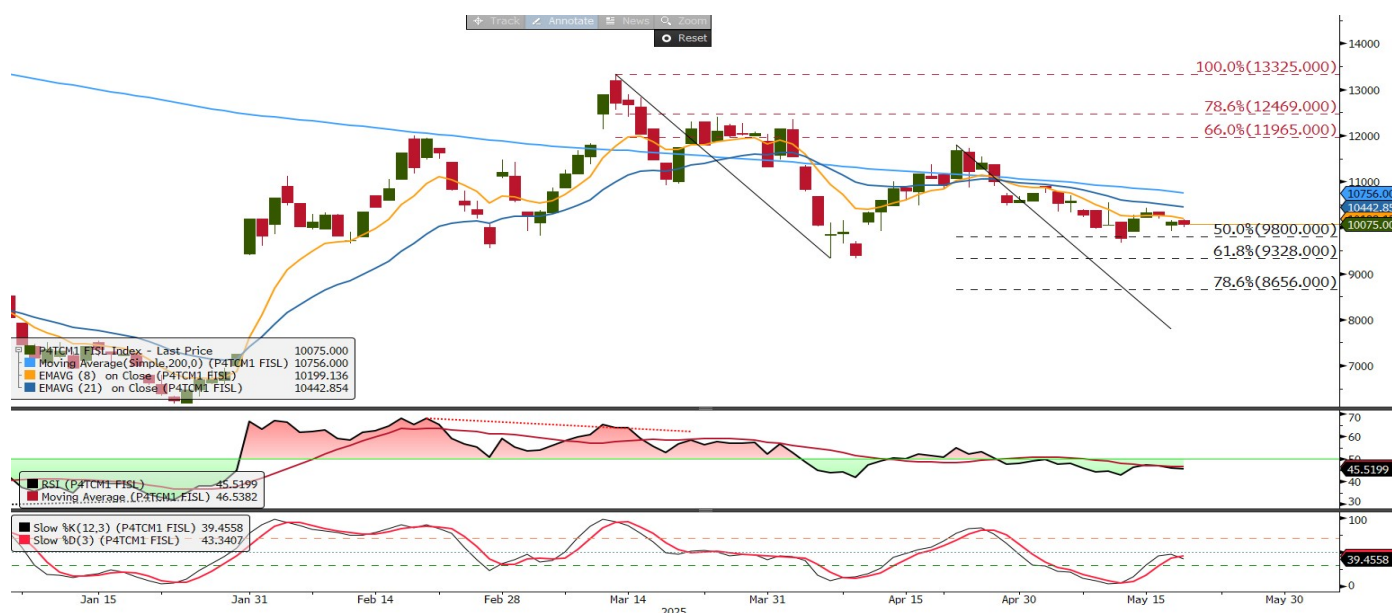 Track Annotate News Zoom
Reset
14000
100.0%(13325.000)
13000
78.6%(12469.000)
12000
66.0%(11965.000)
11000
10756.00
10442.85
10075.000
50.0%(9800.000)
61.8%(9328.000)
9000
78.6%(8656.000)
8000
7000
P4TCM1 FISL Index - Last Price 10075.000
Moving Average(Simple,200,0) (P4TCM1 FISL) 10756.000
EMAVG (8) on Close (P4TCM1 FISL) 10199.136
EMAVG (21) on Close (P4TCM1 FISL) 10442.854
70
60
50
45.5199
40
30
RSI (P4TCM1 FISL) 45.5199
Moving Average (P4TCM1 FISL) 46.5382
100
Slow %K(12,3) (P4TCM1 FISL) 39.4558
Slow %D(3) (P4TCM1 FISL) 43.3407
39.4558
0
Jan 15 Jan 31 Feb 14 Feb 28 Mar 14 Mar 31 Apr 15 Apr 30 May 15 May 30
2025